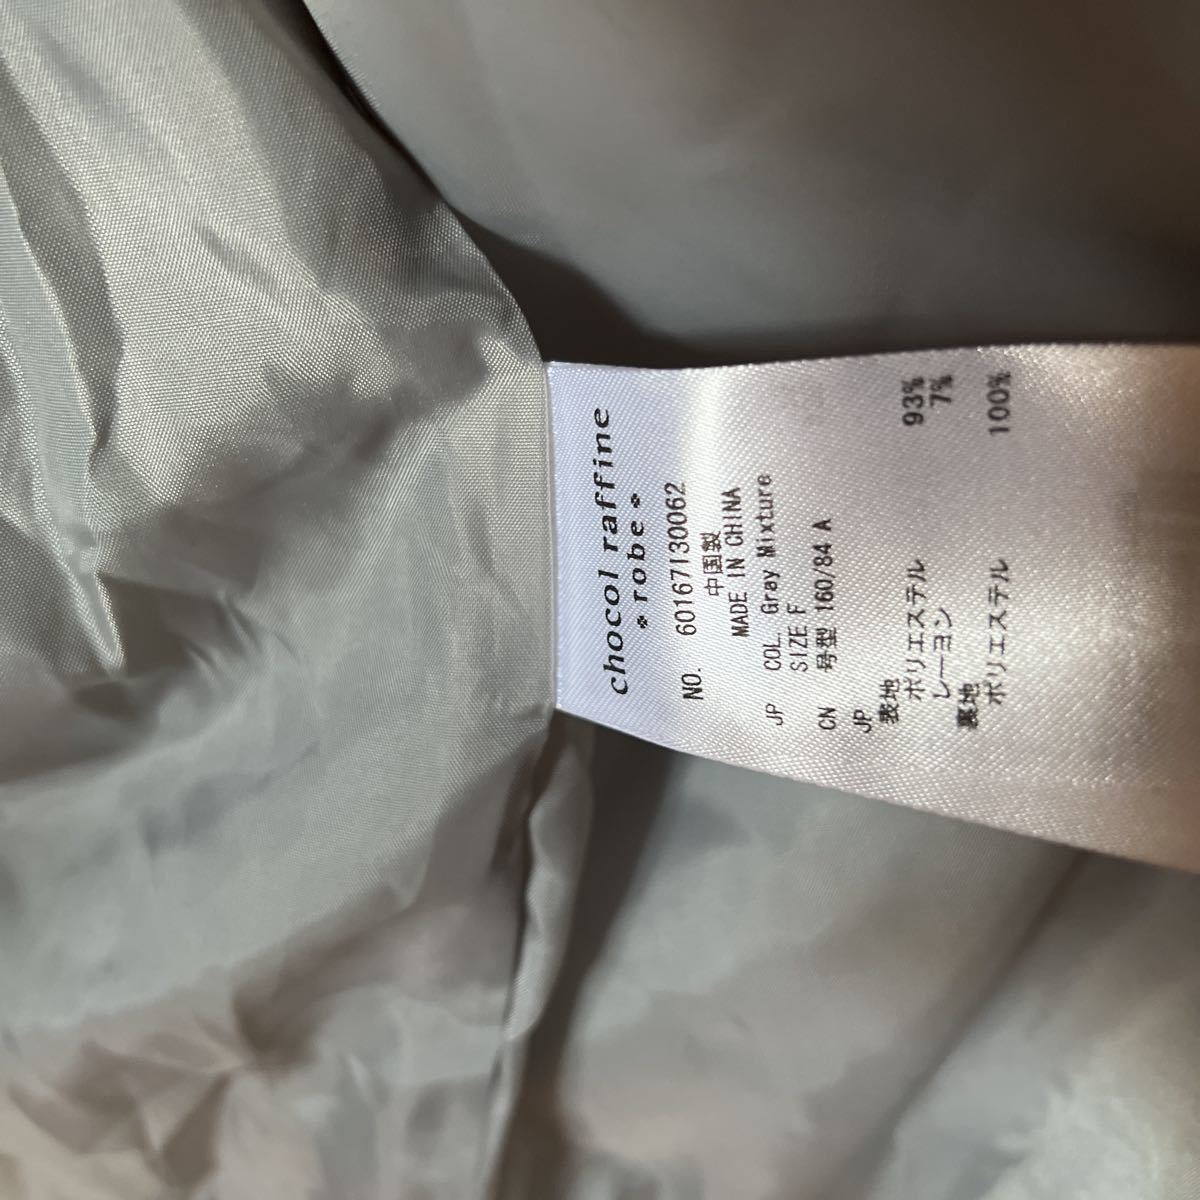 chocol raffine
robe
NO. 60167130062
中国製
MADE IN CHINA
JP COL. Gray Mixture
SIZE F
CN 号型 160/84 A
JP
表地
ポリエステル 93%
レーヨン 7%
裏地
ポリエステル 100%